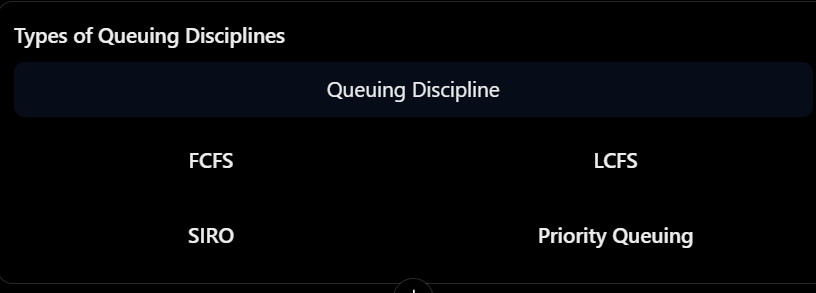 Types of Queuing Disciplines
Queuing Discipline
FCFS LCFS
SIRO Priority Queuing